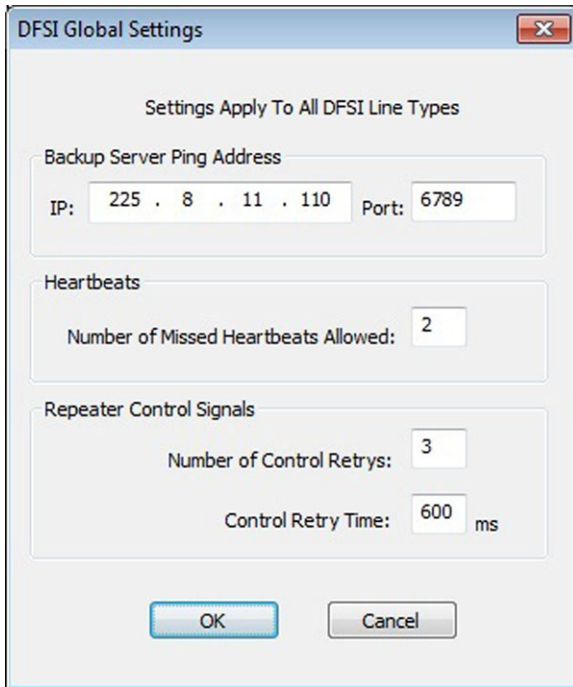 DFSI Global Settings
Settings Apply To All DFSI Line Types
Backup Server Ping Address
IP: 225 . 8 . 11 . 110 Port: 6789
Heartbeats
Number of Missed Heartbeats Allowed: 2
Repeater Control Signals
Number of Control Retrys: 3
Control Retry Time: 600 ms
OK Cancel